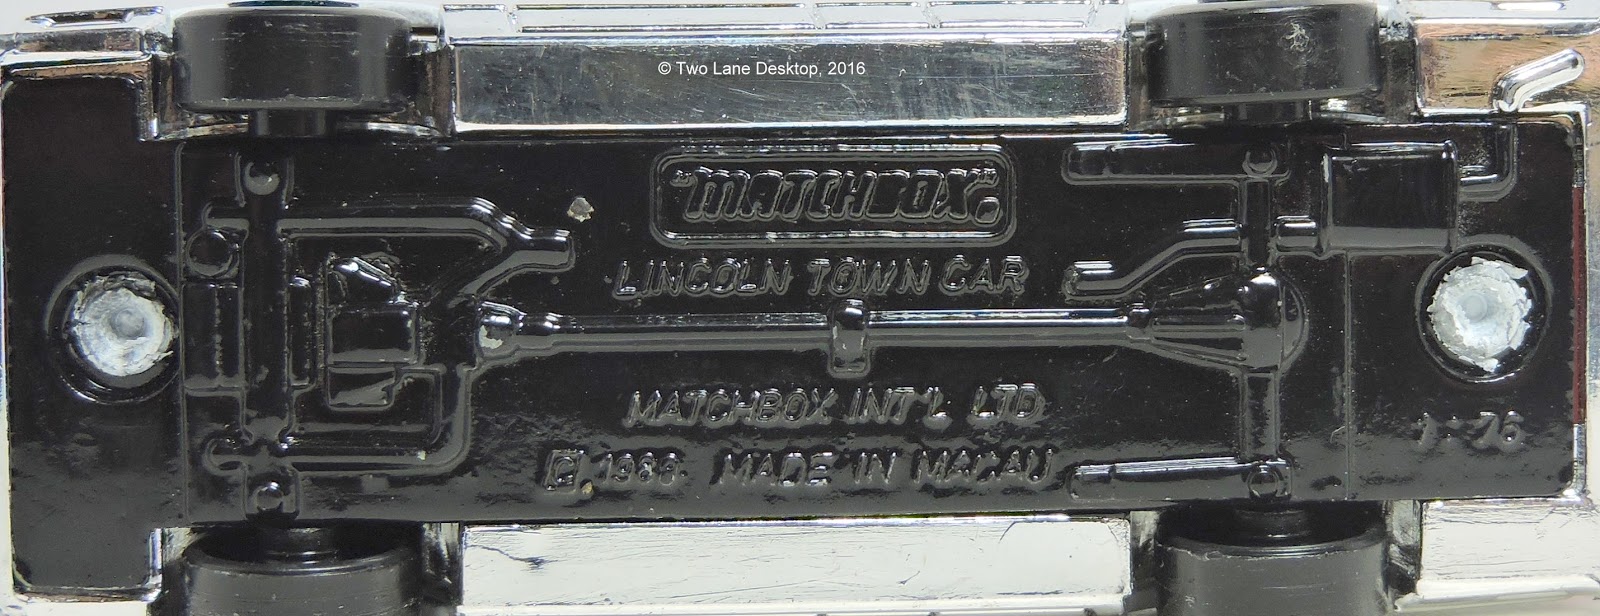 © Two Lane Desktop, 2016
"MATCHBOX"
LINCOLN TOWN CAR
MATCHBOX INT'L LTD
© 1988 MADE IN MACAU
1:76